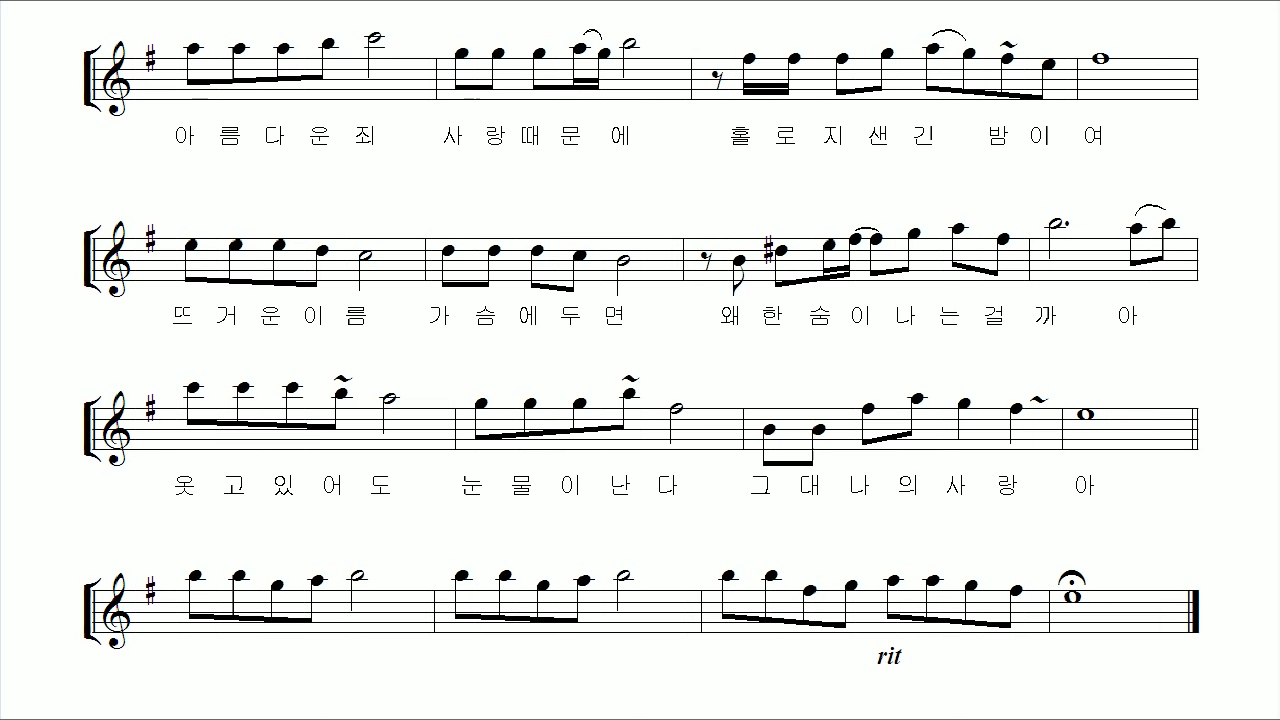 아름다운죄 사랑때문에 홀로지샌긴 밤이여
뜨거운이름 가슴에두면 왜한숨이나는걸까 아
웃고있어도 눈물이난다 그대나의사랑 아
rit